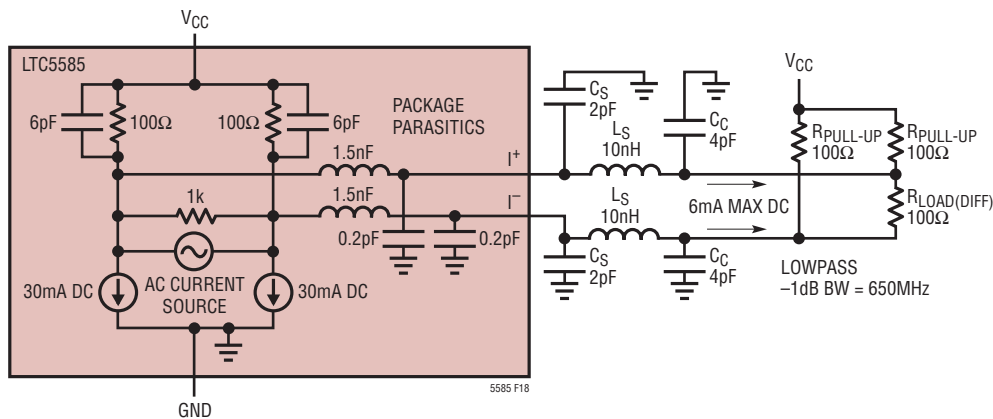 VCC
LTC5585
6pF
100Ω
100Ω
6pF
PACKAGE
PARASITICS
1.5nF
I+
1.5nF
I–
1k
0.2pF
0.2pF
AC CURRENT
SOURCE
30mA DC
30mA DC
GND
5585 F18
CS
2pF
LS
10nH
CC
4pF
LS
10nH
CS
2pF
CC
4pF
6mA MAX DC
VCC
RPULL-UP
100Ω
RPULL-UP
100Ω
RLOAD(DIFF)
100Ω
LOWPASS
–1dB BW = 650MHz